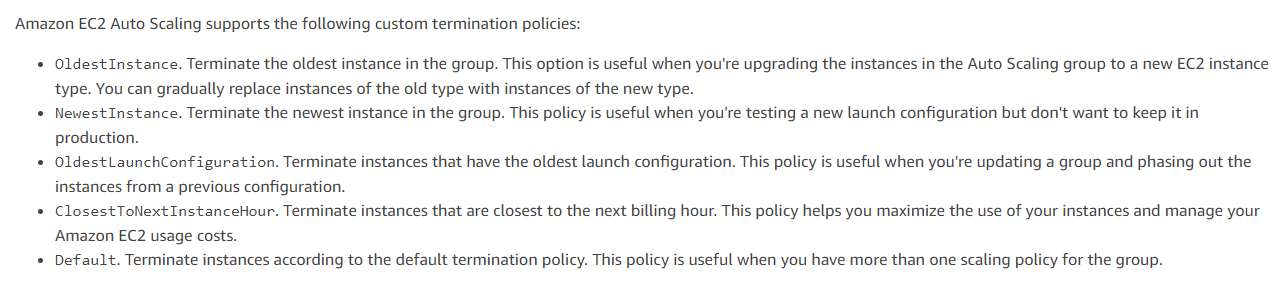 Amazon EC2 Auto Scaling supports the following custom termination policies:
• OldestInstance. Terminate the oldest instance in the group. This option is useful when you're upgrading the instances in the Auto Scaling group to a new EC2 instance
type. You can gradually replace instances of the old type with instances of the new type.
• NewestInstance. Terminate the newest instance in the group. This policy is useful when you're testing a new launch configuration but don't want to keep it in
production.
• OldestLaunchConfiguration. Terminate instances that have the oldest launch configuration. This policy is useful when you're updating a group and phasing out the
instances from a previous configuration.
• ClosestToNextInstanceHour. Terminate instances that are closest to the next billing hour. This policy helps you maximize the use of your instances and manage your
Amazon EC2 usage costs.
• Default. Terminate instances according to the default termination policy. This policy is useful when you have more than one scaling policy for the group.